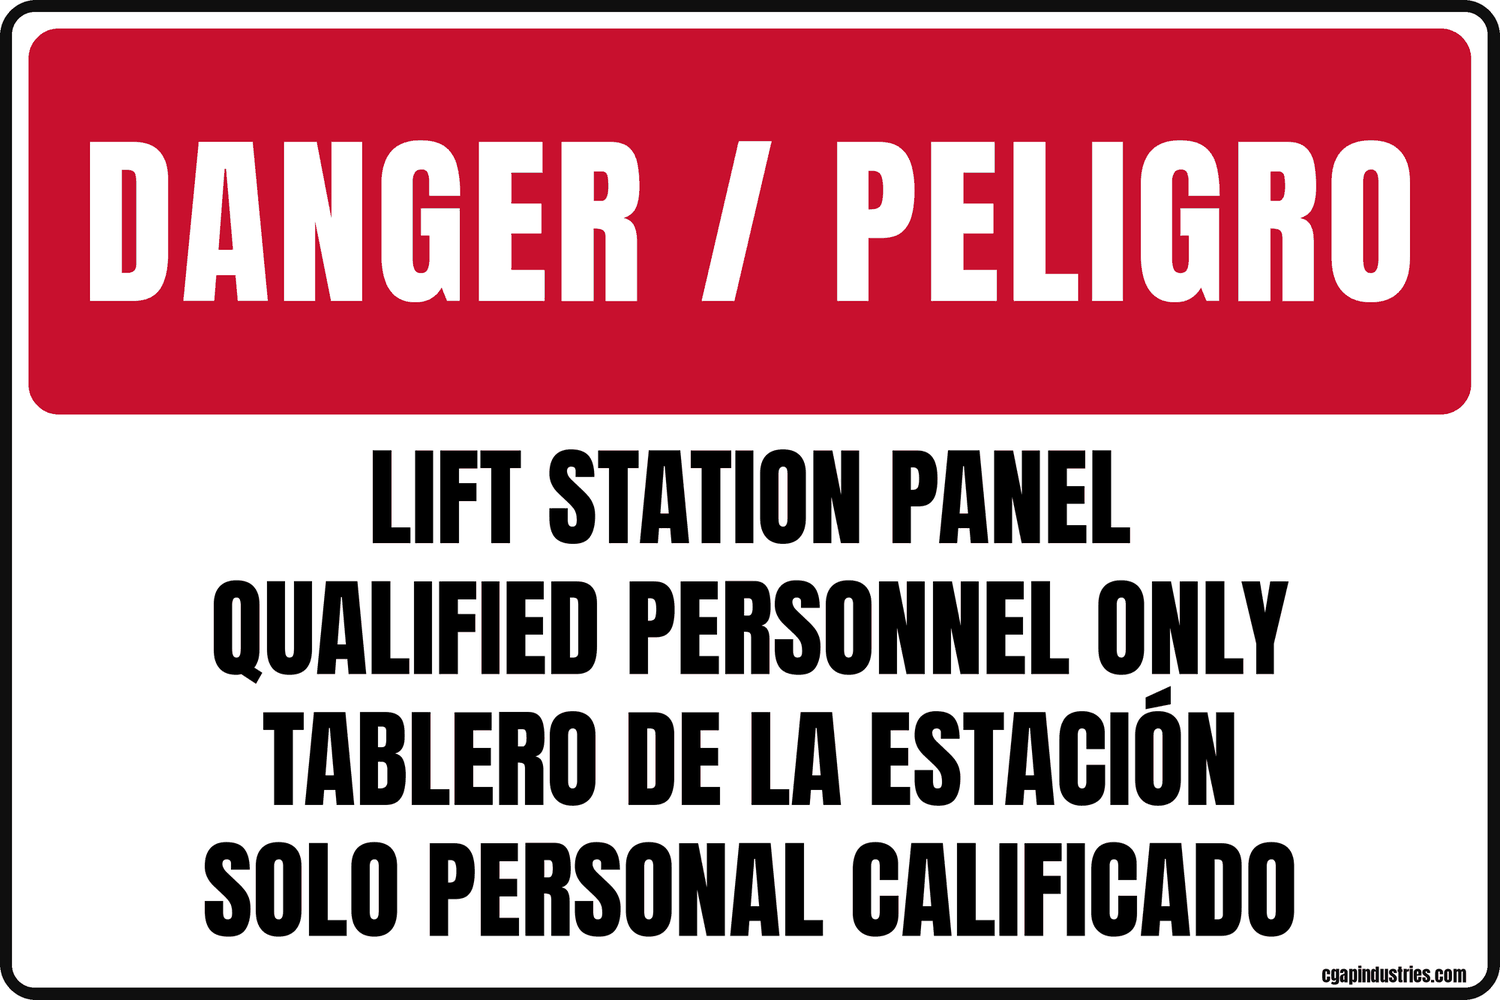 DANGER / PELIGRO
LIFT STATION PANEL
QUALIFIED PERSONNEL ONLY
TABLERO DE LA ESTACIÓN
SOLO PERSONAL CALIFICADO
cgapindustries.com